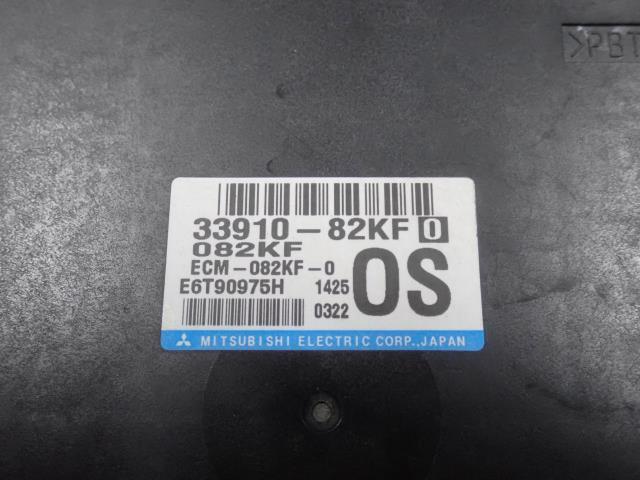 >PBT
33910-82KF 0
082KF
ECM-082KF-0
E6T90975H 1425
OS
0322
MITSUBISHI ELECTRIC CORP.,JAPAN